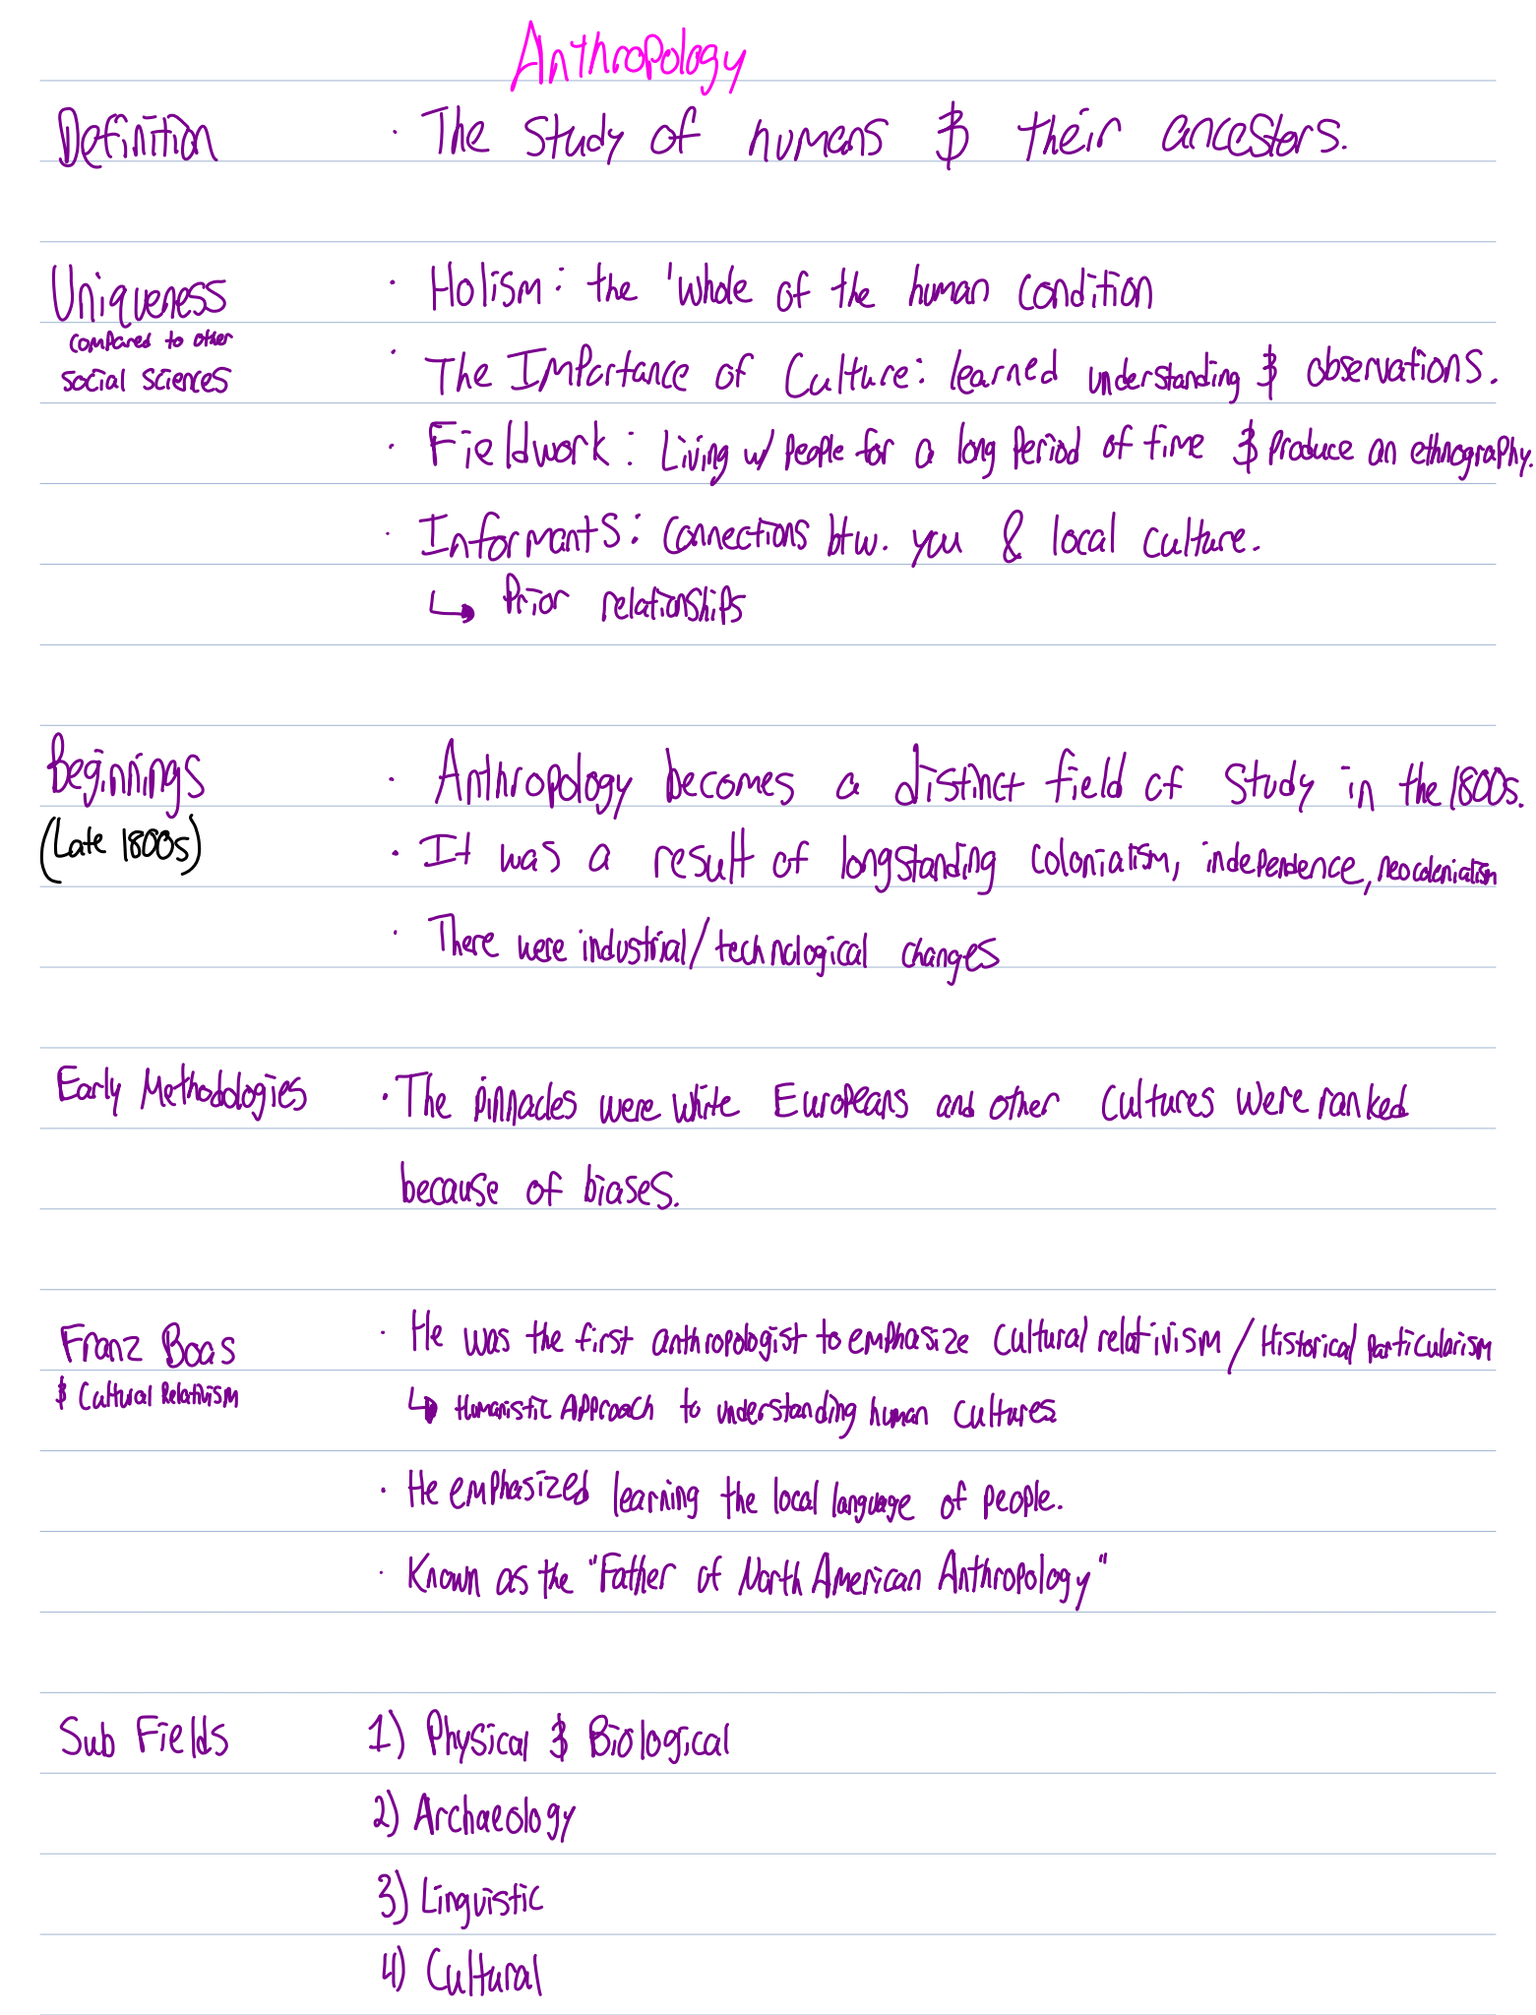 Anthropology
Definition · The study of humans & their ancestors.
Uniqueness · Holism: the 'whole of the human condition
compared to other
social sciences · The Importance of Culture: learned understanding & observations.
· Fieldwork: Living w/ people for a long period of time & produce an ethnography.
· Informants: connections btw. you & local culture.
↳ Prior relationships
Beginnings · Anthropology becomes a distinct field of study in the 1800s.
(Late 1800s) · It was a result of longstanding colonialism, independence, neocolonialism
· There were industrial/technological changes
Early Methodologies · The pinnacles were white Europeans and other cultures were ranked
because of biases.
Franz Boas · He was the first anthropologist to emphasize cultural relativism / Historical particularism
& Cultural Relativism ↳ Humanistic Approach to understanding human cultures
· He emphasized learning the local language of people.
· Known as the "Father of North American Anthropology"
Sub Fields 1) Physical & Biological
2) Archaeology
3) Linguistic
4) Cultural